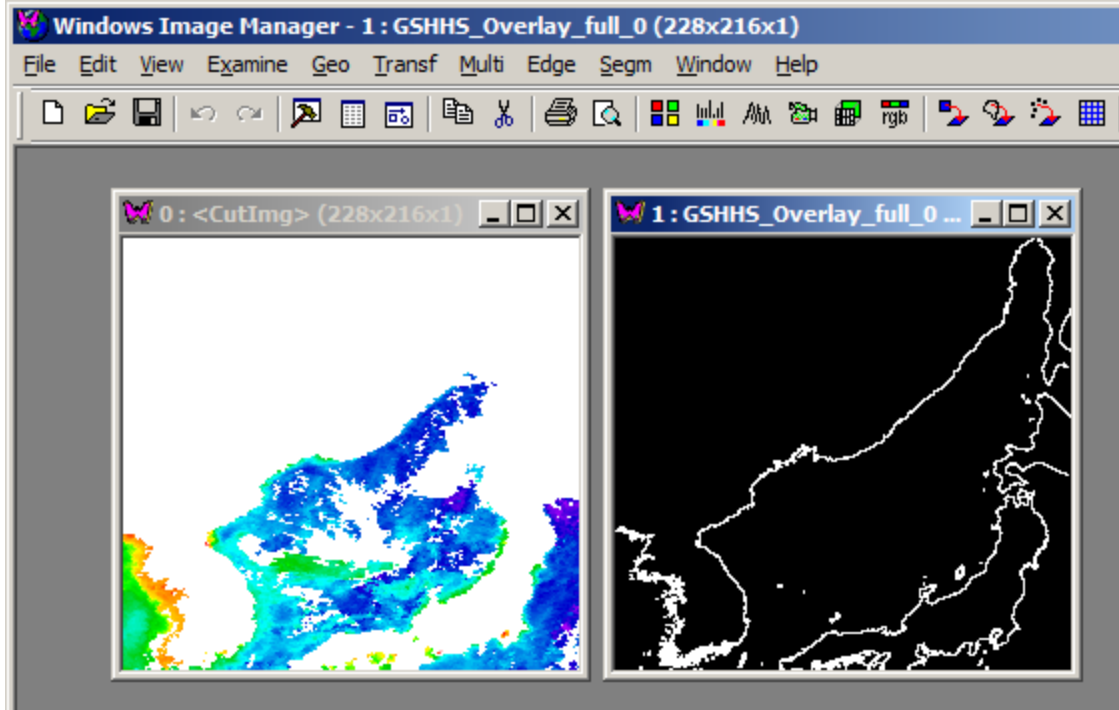 Windows Image Manager - 1 : GSHHS_Overlay_full_0 (228x216x1)
File Edit View Examine Geo Transf Multi Edge Segm Window Help
rgb
0 : <CutImg> (228x216x1)
1 : GSHHS_Overlay_full_0 ...